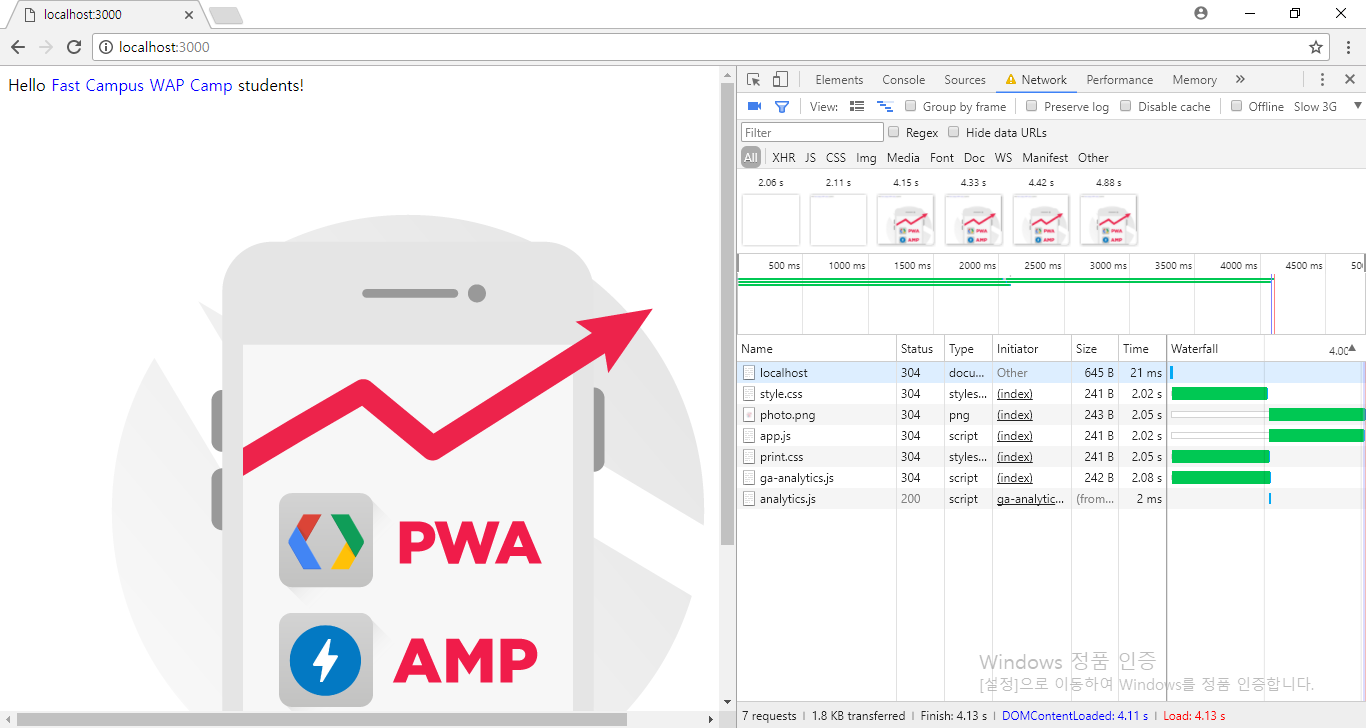 localhost:3000
localhost:3000
Hello Fast Campus WAP Camp students!
PWA
AMP
Elements Console Sources Network Performance Memory »
View: Group by frame Preserve log Disable cache Offline Slow 3G
Filter Regex Hide data URLs
All XHR JS CSS Img Media Font Doc WS Manifest Other
2.06 s 2.11 s 4.15 s 4.33 s 4.42 s 4.88 s
500 ms 1000 ms 1500 ms 2000 ms 2500 ms 3000 ms 3500 ms 4000 ms 4500 ms 50
Name Status Type Initiator Size Time Waterfall 4.00
localhost 304 docu... Other 645 B 21 ms
style.css 304 styles... (index) 241 B 2.02 s
photo.png 304 png (index) 243 B 2.05 s
app.js 304 script (index) 241 B 2.02 s
print.css 304 styles... (index) 241 B 2.05 s
ga-analytics.js 304 script (index) 242 B 2.08 s
analytics.js 200 script ga-analytic... (from... 2 ms
Windows 정품 인증
[설정]으로 이동하여 Windows를 정품 인증합니다.
7 requests | 1.8 KB transferred | Finish: 4.13 s | DOMContentLoaded: 4.11 s | Load: 4.13 s